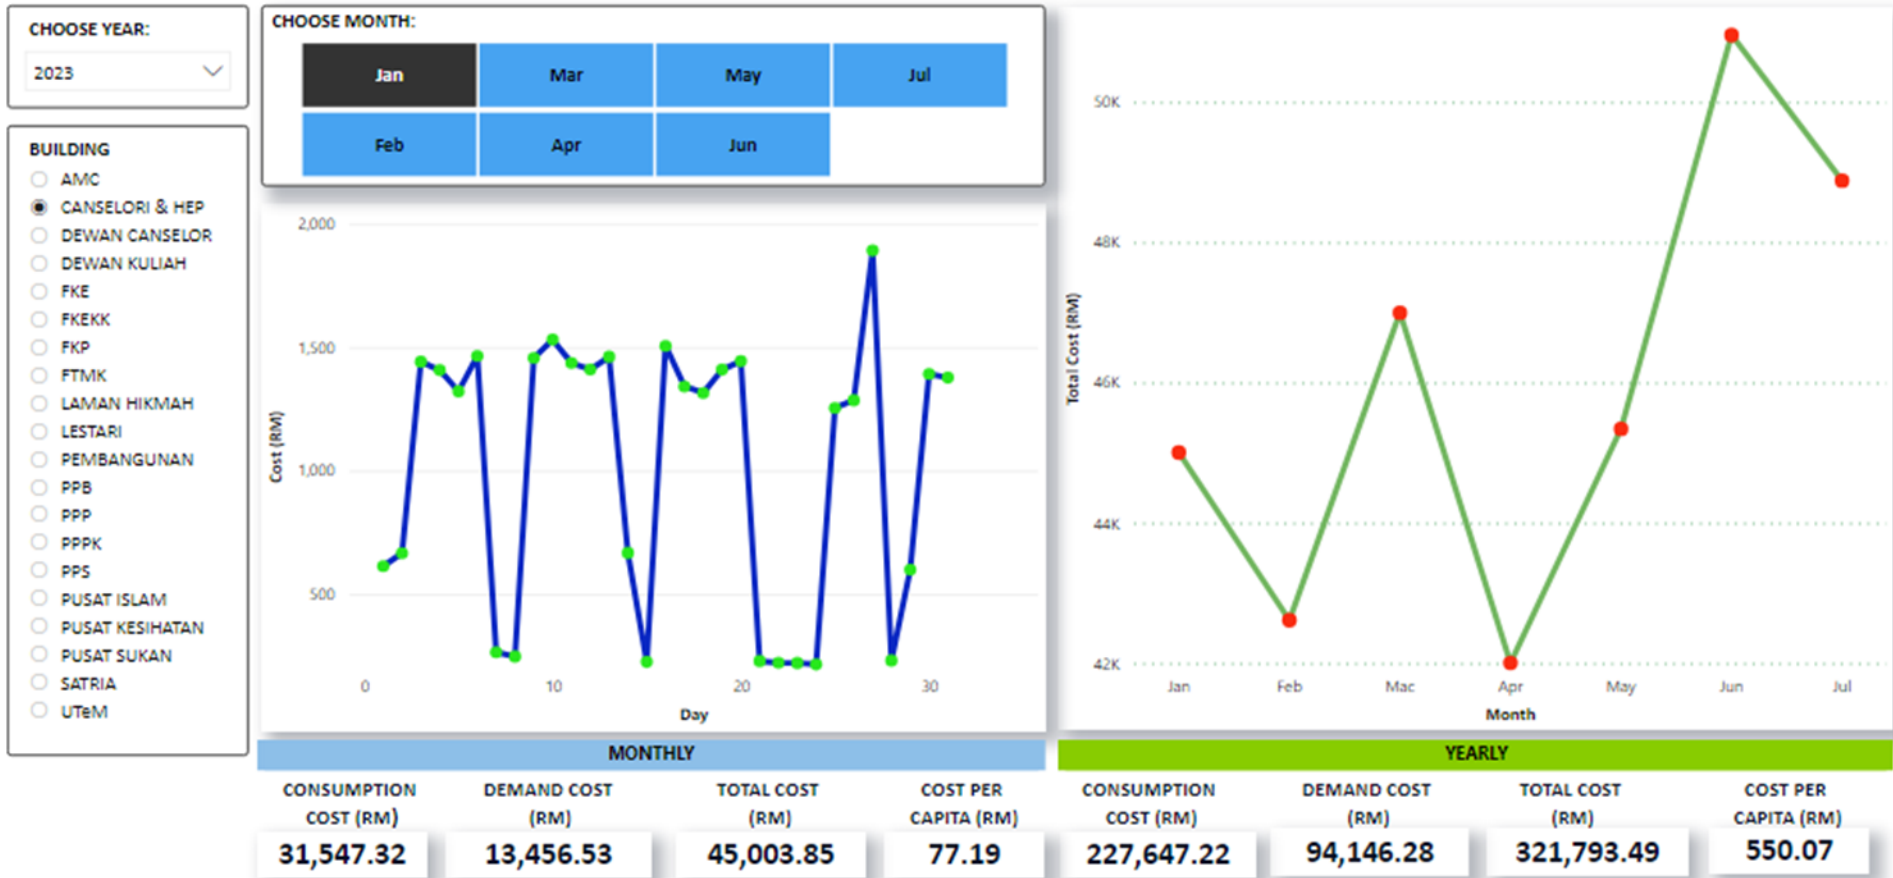 CHOOSE YEAR:
2023
BUILDING
AMC
CANSELORI & HEP
DEWAN CANSELOR
DEWAN KULIAH
FKE
FKEKK
FKP
FTMK
LAMAN HIKMAH
LESTARI
PEMBANGUNAN
PPB
PPP
PPPK
PPS
PUSAT ISLAM
PUSAT KESIHATAN
PUSAT SUKAN
SATRIA
UTeM
CHOOSE MONTH:
Jan Mar May Jul
Feb Apr Jun
2,000
1,500
1,000
500
Cost (RM)
0 10 20 30
Day
50K
48K
46K
44K
42K
Total Cost (RM)
Jan Feb Mac Apr May Jun Jul
Month
MONTHLY
CONSUMPTION COST (RM)
31,547.32
DEMAND COST (RM)
13,456.53
TOTAL COST (RM)
45,003.85
COST PER CAPITA (RM)
77.19
YEARLY
CONSUMPTION COST (RM)
227,647.22
DEMAND COST (RM)
94,146.28
TOTAL COST (RM)
321,793.49
COST PER CAPITA (RM)
550.07